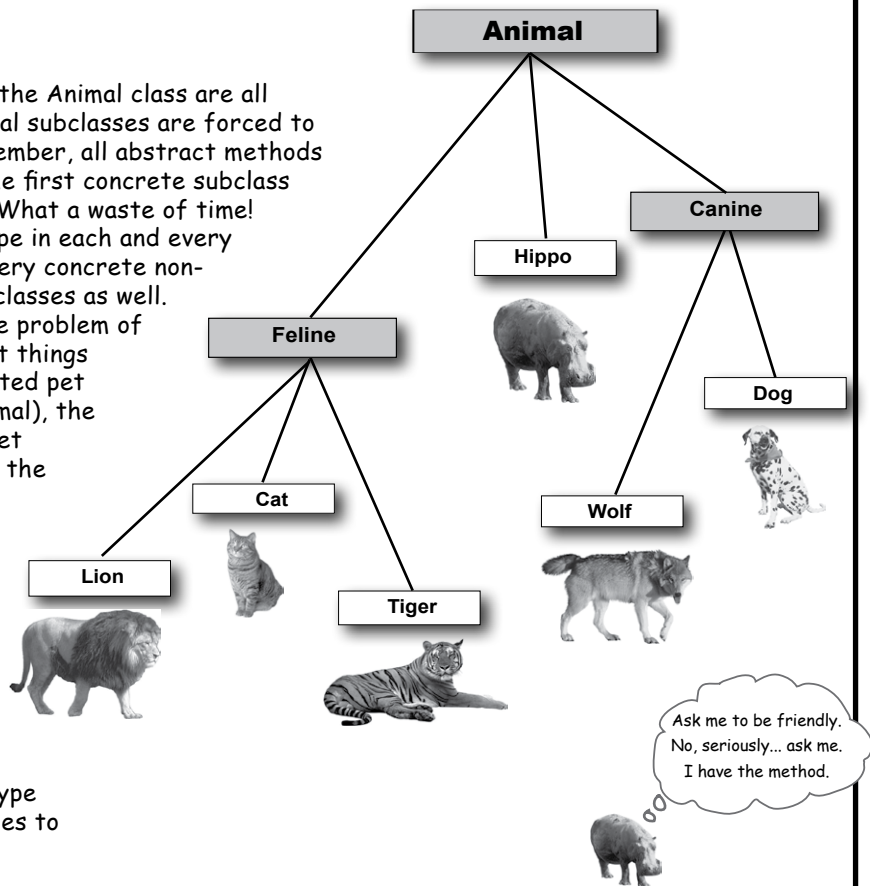 Animal
the Animal class are all
al subclasses are forced to
ember, all abstract methods
e first concrete subclass
What a waste of time!
pe in each and every
ery concrete non-
classes as well.
e problem of
t things
ted pet
mal), the
et
the
Canine
Hippo
Feline
Dog
Cat
Wolf
Lion
Tiger
Ask me to be friendly.
No, seriously... ask me.
I have the method.
ype
es to